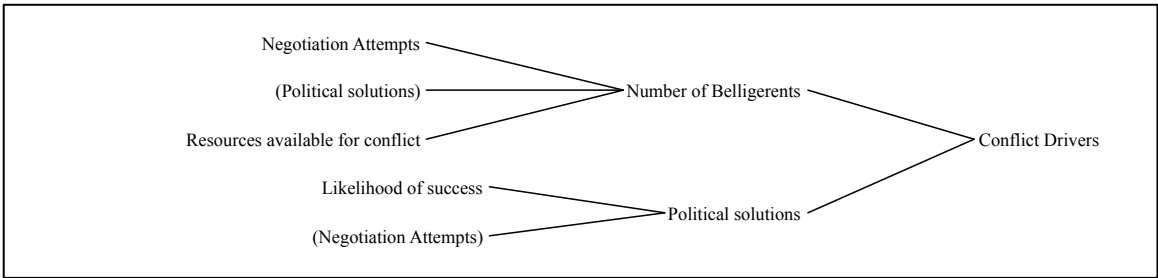 Negotiation Attempts
(Political solutions)
Resources available for conflict
Number of Belligerents
Likelihood of success
(Negotiation Attempts)
Political solutions
Conflict Drivers